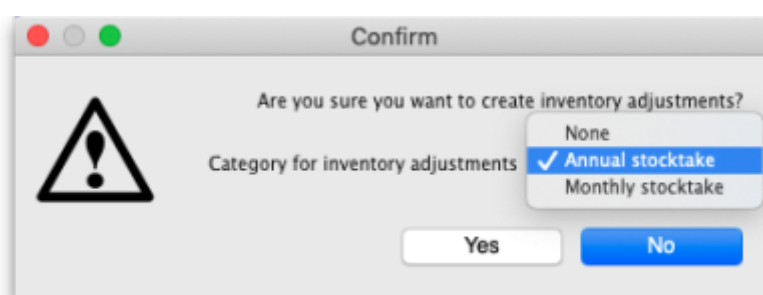 Confirm
Are you sure you want to create inventory adjustments?
None
Category for inventory adjustments ✓ Annual stocktake
Monthly stocktake
Yes No